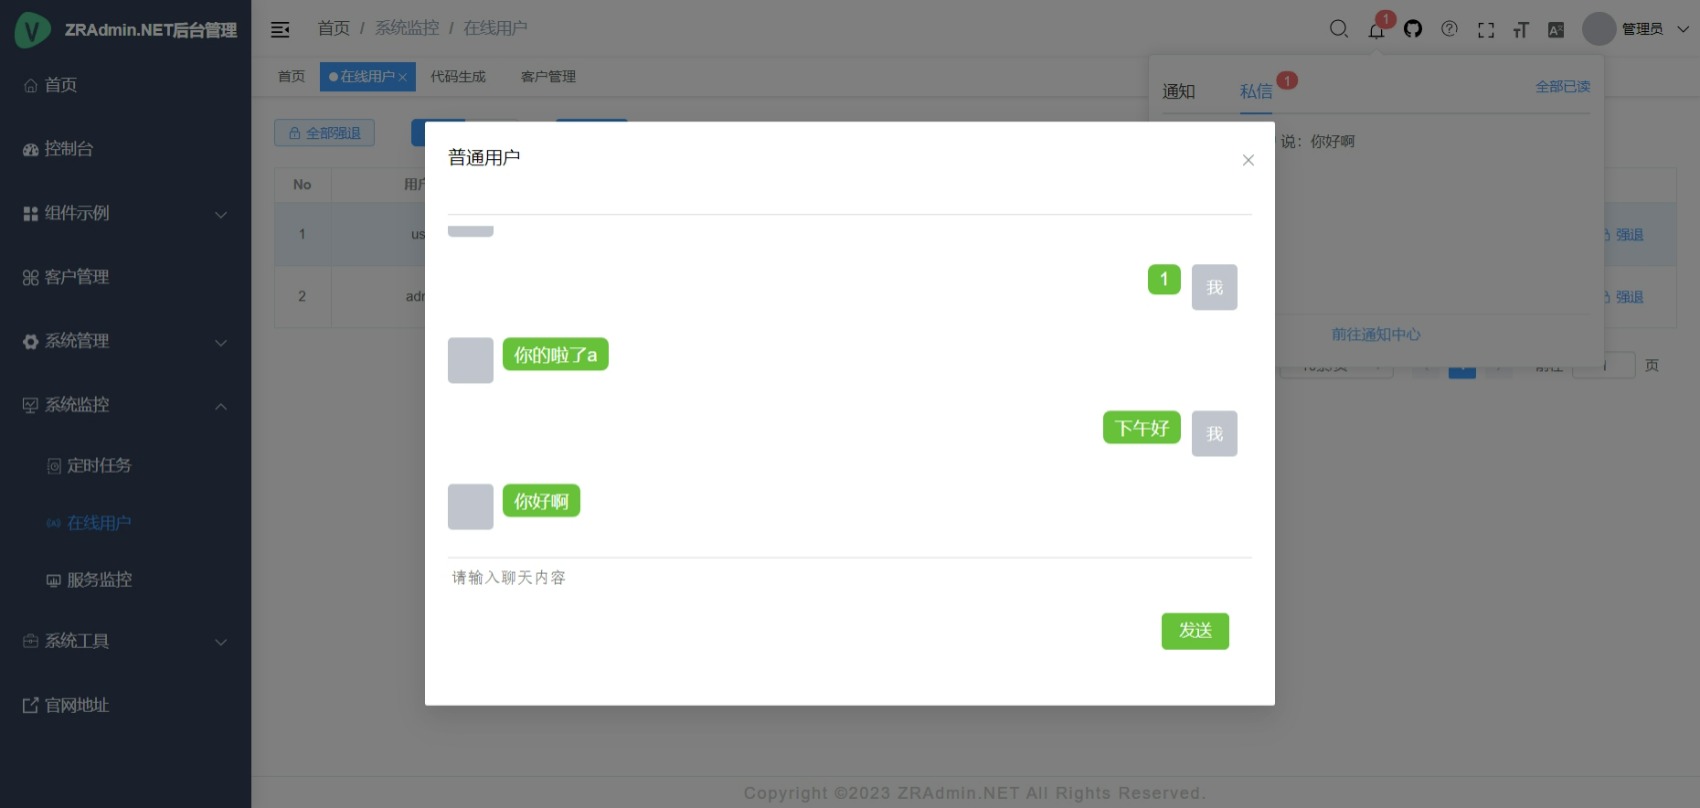 ZRAdmin.NET后台管理
首页
控制台
组件示例
客户管理
系统管理
系统监控
定时任务
在线用户
服务监控
系统工具
官网地址
首页 / 系统监控 / 在线用户
1
管理员
首页
在线用户
代码生成
客户管理
通知
私信
1
全部已读
说：你好啊
前往通知中心
全部强退
No
用户
1
us
强退
2
adr
强退
页
普通用户
1
我
你的啦了a
下午好
我
你好啊
请输入聊天内容
发送
Copyright ©2023 ZRAdmin.NET All Rights Reserved.